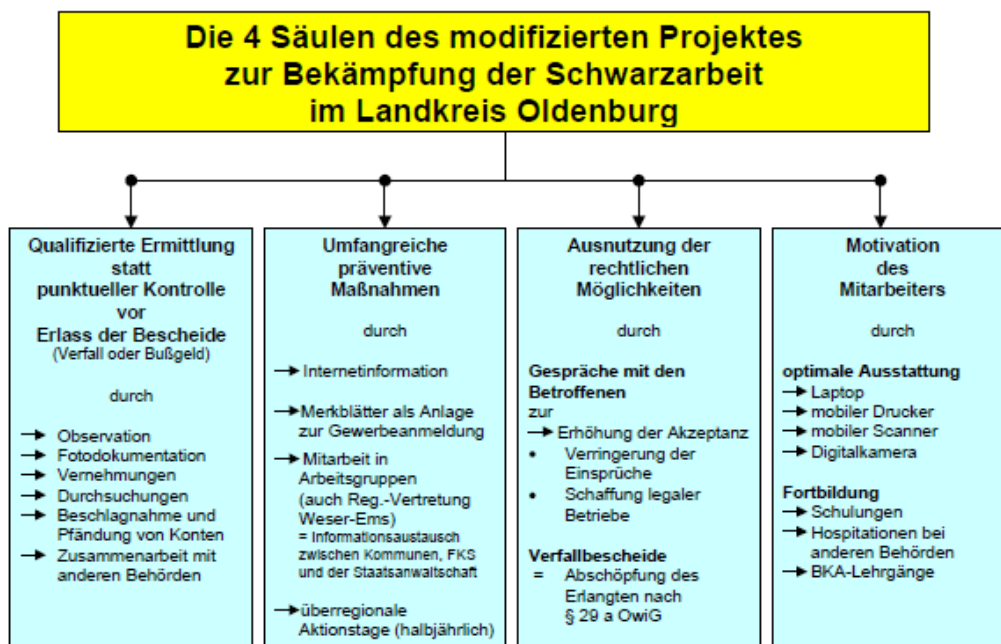 Die 4 Säulen des modifizierten Projektes
zur Bekämpfung der Schwarzarbeit
im Landkreis Oldenburg
Qualifizierte Ermittlung
statt
punktueller Kontrolle
vor
Erlass der Bescheide
(Verfall oder Bußgeld)
durch
→ Observation
→ Fotodokumentation
→ Vernehmungen
→ Durchsuchungen
→ Beschlagnahme und
Pfändung von Konten
→ Zusammenarbeit mit
anderen Behörden
Umfangreiche
präventive
Maßnahmen
durch
→ Internetinformation
→ Merkblätter als Anlage
zur Gewerbeanmeldung
→ Mitarbeit in
Arbeitsgruppen
(auch Reg.-Vertretung
Weser-Ems)
= Informationsaustausch
zwischen Kommunen, FKS
und der Staatsanwaltschaft
→ überregionale
Aktionstage (halbjährlich)
Ausnutzung der
rechtlichen
Möglichkeiten
durch
Gespräche mit den
Betroffenen
zur
→ Erhöhung der Akzeptanz
• Verringerung der
Einsprüche
• Schaffung legaler
Betriebe
Verfallbescheide
= Abschöpfung des
Erlangten nach
§ 29 a OwiG
Motivation
des
Mitarbeiters
durch
optimale Ausstattung
→ Laptop
→ mobiler Drucker
→ mobiler Scanner
→ Digitalkamera
Fortbildung
→ Schulungen
→ Hospitationen bei
anderen Behörden
→ BKA-Lehrgänge